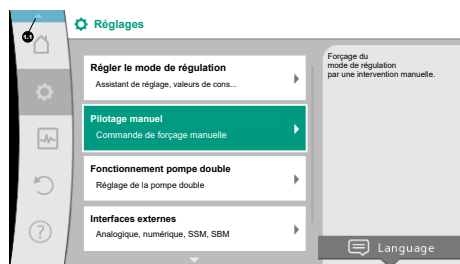 1.1
Réglages
Régler le mode de régulation
Assistant de réglage, valeurs de cons...
Pilotage manuel
Commande de forçage manuelle
Fonctionnement pompe double
Réglage de la pompe double
Interfaces externes
Analogique, numérique, SSM, SBM
Forçage du
mode de régulation
par une intervention manuelle.
Language